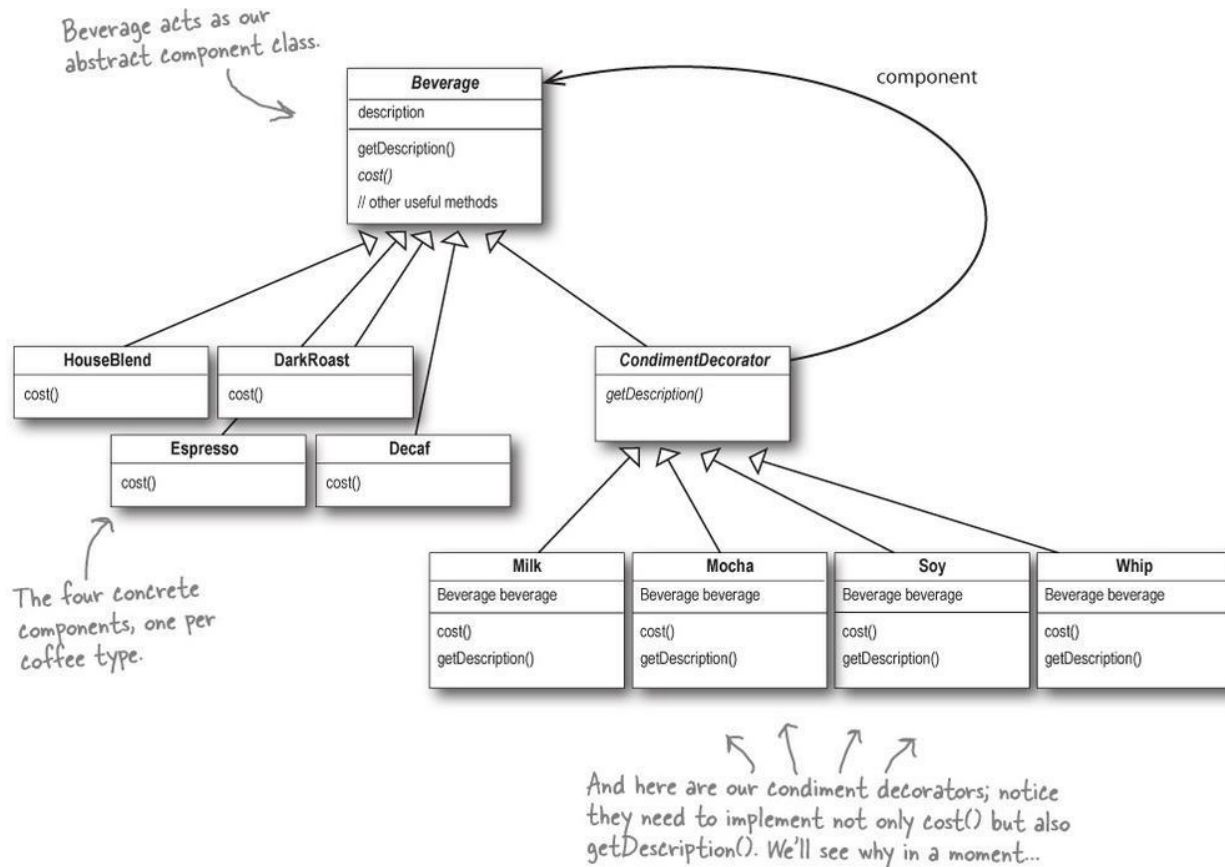 Beverage acts as our
abstract component class.
Beverage
description
getDescription()
cost()
// other useful methods
component
HouseBlend
cost()
DarkRoast
cost()
Espresso
cost()
Decaf
cost()
The four concrete
components, one per
coffee type.
CondimentDecorator
getDescription()
Milk
Beverage beverage
cost()
getDescription()
Mocha
Beverage beverage
cost()
getDescription()
Soy
Beverage beverage
cost()
getDescription()
Whip
Beverage beverage
cost()
getDescription()
And here are our condiment decorators; notice
they need to implement not only cost() but also
getDescription(). We'll see why in a moment...